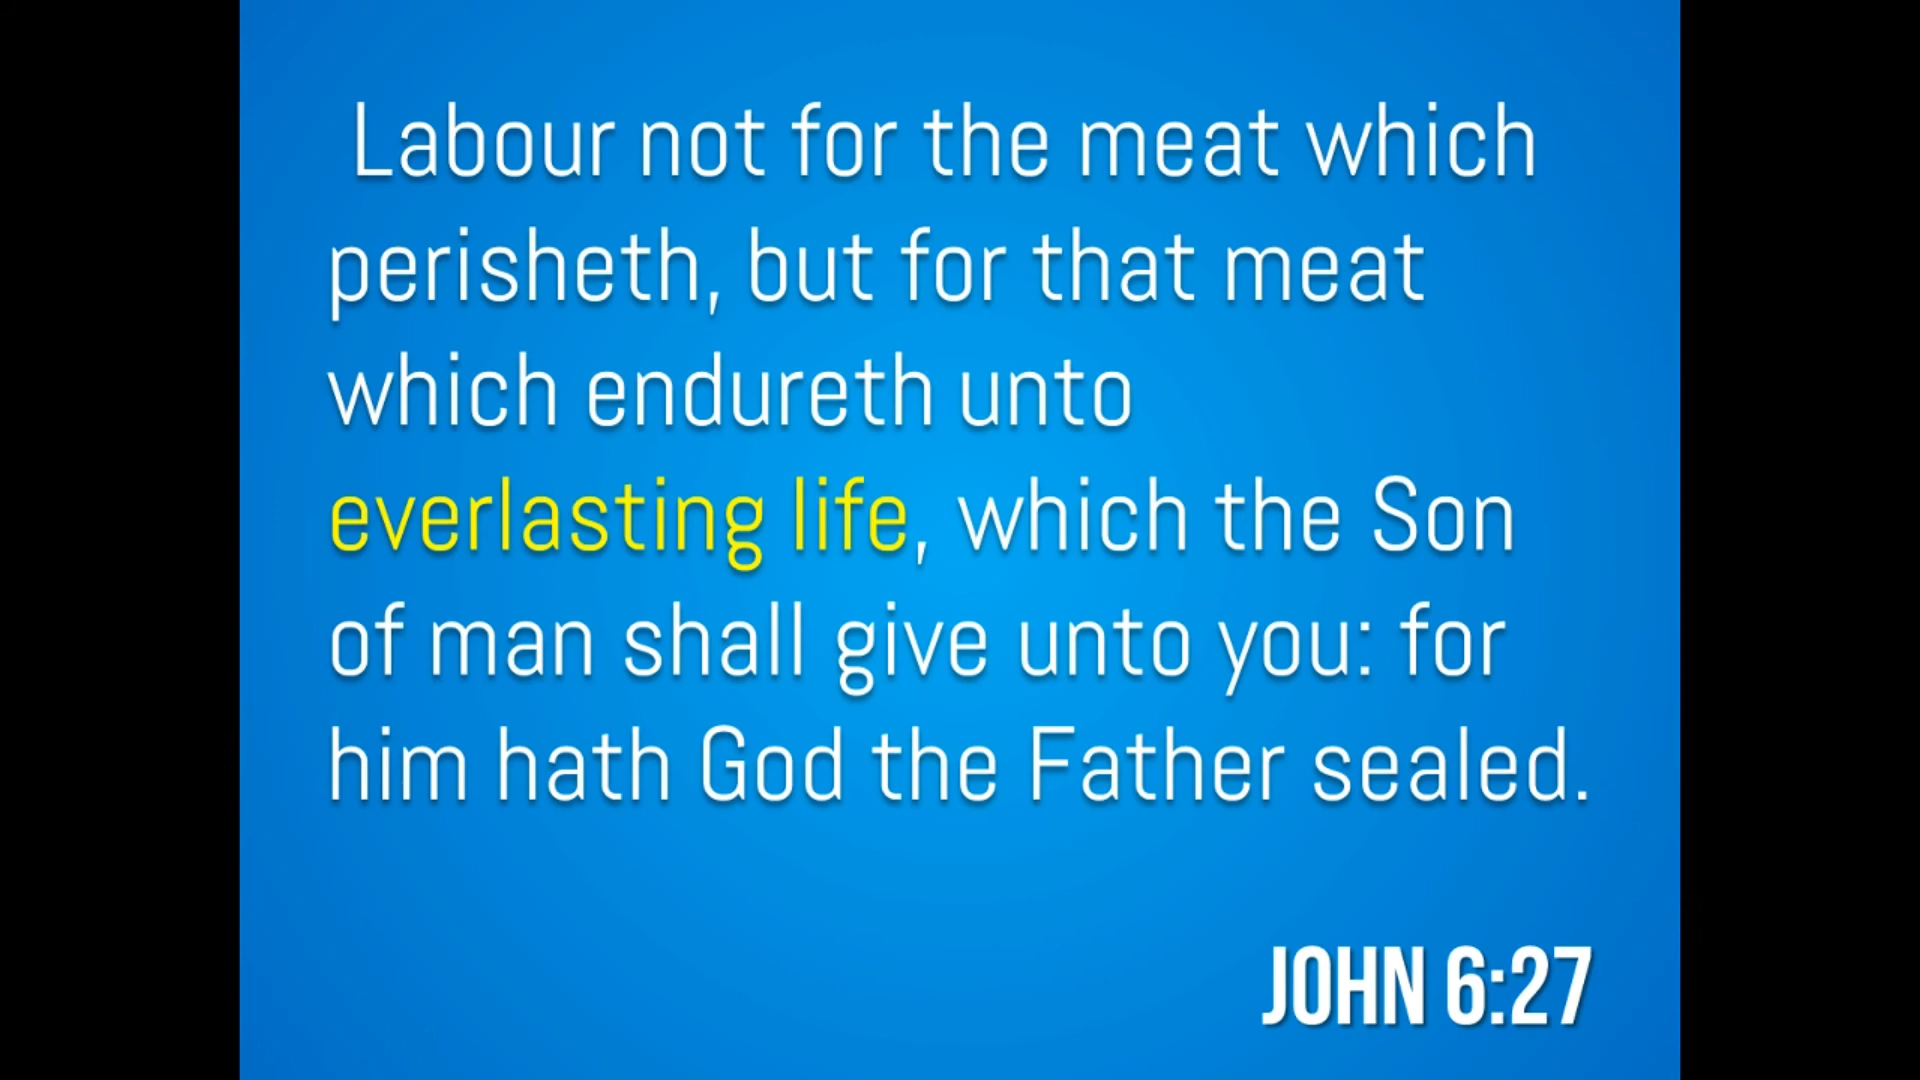 Labour not for the meat which
perisheth, but for that meat
which endureth unto
everlasting life, which the Son
of man shall give unto you: for
him hath God the Father sealed.
JOHN 6:27